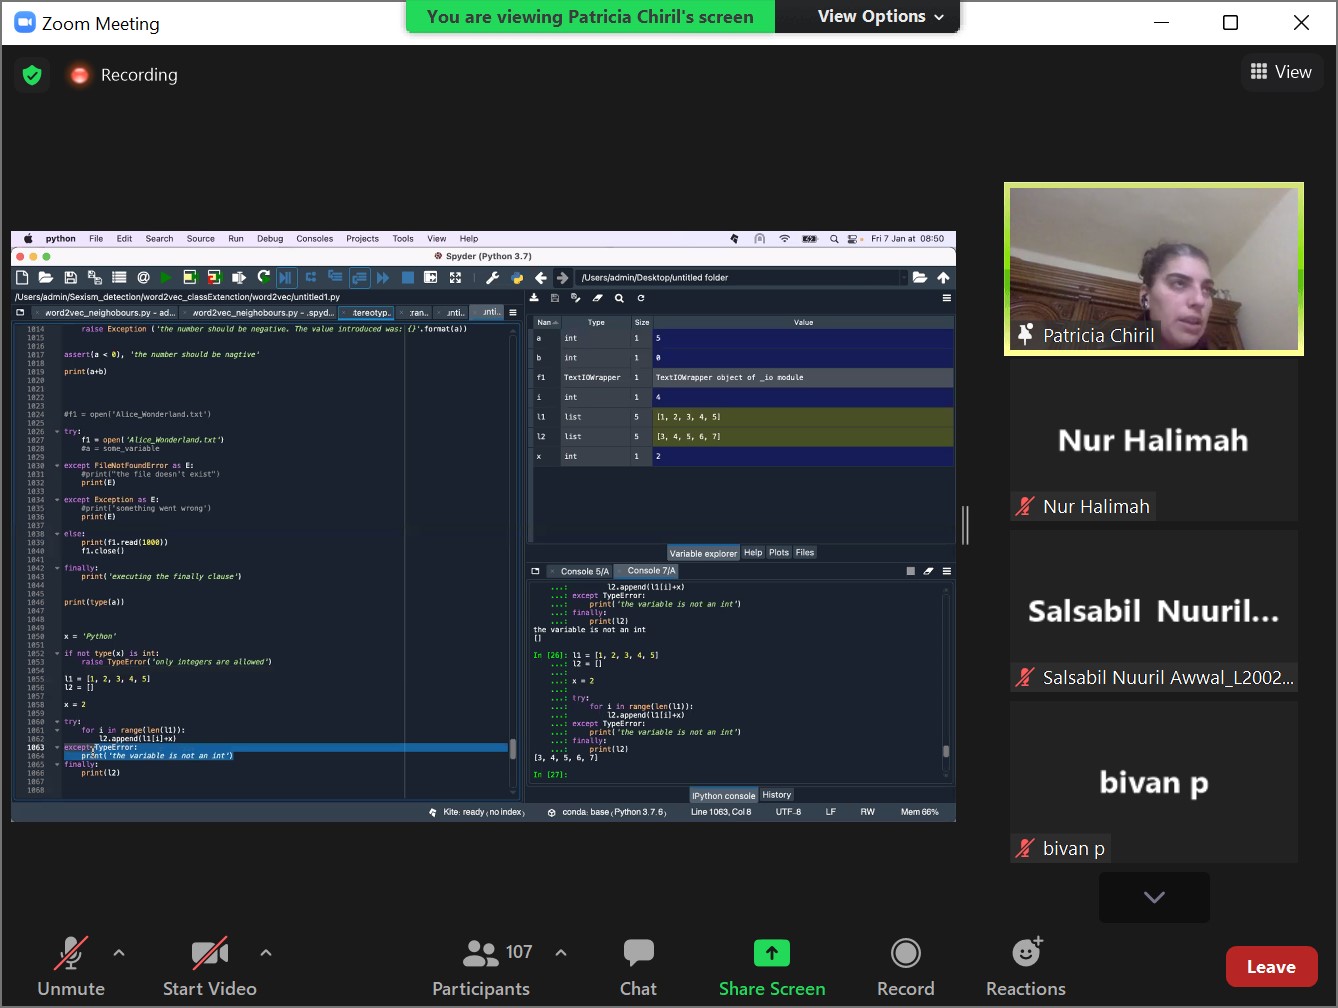 Zoom Meeting
You are viewing Patricia Chiril's screen
View Options
Recording
View
python File Edit Search Source Run Debug Consoles Projects Tools View Help
Fri 7 Jan at 08:50
Spyder (Python 3.7)
/Users/admin/Desktop/untitled folder
/Users/admin/Sexism_detection/word2vec_classExtenction/word2vec/untitled1.py
word2vec_neighobours.py - ad... word2vec_neighobours.py - .spyd...
1014 raise Exception ('the number should be negative. The value introduced was: {}'.format(a))
1015
1016
1017 assert(a < 0), 'the number should be nagtive'
1018
1019 print(a+b)
1020
1021
1022
1023
1024 #f1 = open('Alice_Wonderland.txt')
1025
1026 try:
1027 f1 = open('Alice_Wonderland.txt')
1028 #a = some_variable
1029
1030 except FileNotFoundError as E:
1031 #print("the file doesn't exist")
1032 print(E)
1033
1034 except Exception as E:
1035 #print('something went wrong')
1036 print(E)
1037
1038 else:
1039 print(f1.read(1000))
1040 f1.close()
1041
1042 finally:
1043 print('executing the finally clause')
1044
1045
1046 print(type(a))
1047
1048
1049
1050 x = 'Python'
1051
1052 if not type(x) is int:
1053 raise TypeError('only integers are allowed')
1054
1055 l1 = [1, 2, 3, 4, 5]
1056 l2 = []
1057
1058 x = 2
1059
1060 try:
1061 for i in range(len(l1)):
1062 l2.append(l1[i]+x)
1063 except TypeError:
1064 print('the variable is not an int')
1065 finally:
1066 print(l2)
1067
1068
Nam Type Size Value
a int 1 5
b int 1 0
f1 TextIOWrapper 1 TextIOWrapper object of _io module
i int 1 4
l1 list 5 [1, 2, 3, 4, 5]
l2 list 5 [3, 4, 5, 6, 7]
x int 1 2
Variable explorer Help Plots Files
Console 5/A Console 7/A
...: l2.append(l1[i]+x)
...: except TypeError:
...: print('the variable is not an int')
...: finally:
...: print(l2)
the variable is not an int
[]
In [26]: l1 = [1, 2, 3, 4, 5]
...: l2 = []
...:
...: x = 2
...:
...: try:
...: for i in range(len(l1)):
...: l2.append(l1[i]+x)
...: except TypeError:
...: print('the variable is not an int')
...: finally:
...: print(l2)
[3, 4, 5, 6, 7]
In [27]:
IPython console History
Kite: ready (no index) conda: base (Python 3.7.6) Line 1063, Col 8 UTF-8 LF RW Mem 66%
Patricia Chiril
Nur Halimah
Nur Halimah
Salsabil Nuuril...
Salsabil Nuuril Awwal_L2002...
bivan p
bivan p
Unmute
Start Video
107
Participants
Chat
Share Screen
Record
Reactions
Leave